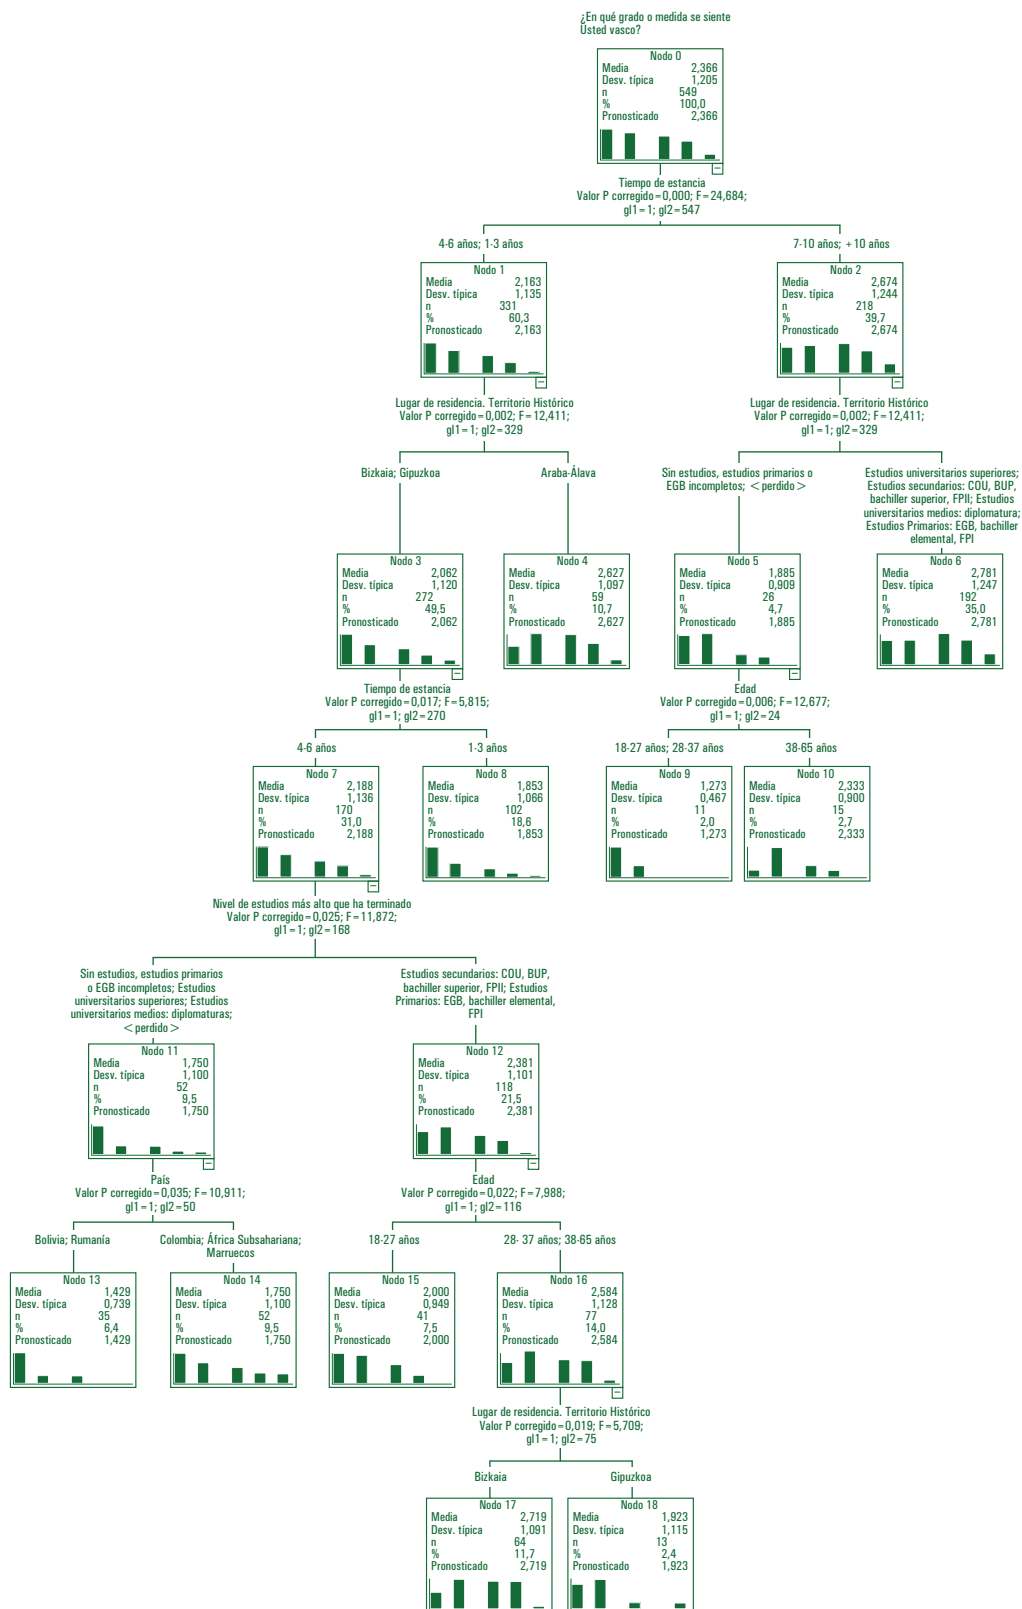 ¿En qué grado o medida se siente
Usted vasco?
Nodo 0
Media 2,366
Desv. típica 1,205
n 549
% 100,0
Pronosticado 2,366
Tiempo de estancia
Valor P corregido=0,000; F=24,684;
gl1=1; gl2=547
4-6 años; 1-3 años
7-10 años; +10 años
Nodo 1
Media 2,163
Desv. típica 1,135
n 331
% 60,3
Pronosticado 2,163
Nodo 2
Media 2,674
Desv. típica 1,244
n 218
% 39,7
Pronosticado 2,674
Lugar de residencia. Territorio Histórico
Valor P corregido=0,002; F=12,411;
gl1=1; gl2=329
Lugar de residencia. Territorio Histórico
Valor P corregido=0,002; F=12,411;
gl1=1; gl2=329
Bizkaia; Gipuzkoa
Araba-Álava
Sin estudios, estudios primarios o
EGB incompletos; <perdido>
Estudios universitarios superiores;
Estudios secundarios: COU, BUP,
bachiller superior, FPII; Estudios
universitarios medios: diplomatura;
Estudios Primarios: EGB, bachiller
elemental, FPI
Nodo 3
Media 2,062
Desv. típica 1,120
n 272
% 49,5
Pronosticado 2,062
Nodo 4
Media 2,627
Desv. típica 1,097
n 59
% 10,7
Pronosticado 2,627
Nodo 5
Media 1,885
Desv. típica 0,909
n 26
% 4,7
Pronosticado 1,885
Nodo 6
Media 2,781
Desv. típica 1,247
n 192
% 35,0
Pronosticado 2,781
Tiempo de estancia
Valor P corregido=0,017; F=5,815;
gl1=1; gl2=270
Edad
Valor P corregido=0,006; F=12,677;
gl1=1; gl2=24
4-6 años
1-3 años
18-27 años; 28-37 años
38-65 años
Nodo 7
Media 2,188
Desv. típica 1,136
n 170
% 31,0
Pronosticado 2,188
Nodo 8
Media 1,853
Desv. típica 1,066
n 102
% 18,6
Pronosticado 1,853
Nodo 9
Media 1,273
Desv. típica 0,467
n 11
% 2,0
Pronosticado 1,273
Nodo 10
Media 2,333
Desv. típica 0,900
n 15
% 2,7
Pronosticado 2,333
Nivel de estudios más alto que ha terminado
Valor P corregido=0,025; F=11,872;
gl1=1; gl2=168
Sin estudios, estudios primarios
o EGB incompletos; Estudios
universitarios superiores; Estudios
universitarios medios: diplomaturas;
<perdido>
Estudios secundarios: COU, BUP,
bachiller superior, FPII; Estudios
Primarios: EGB, bachiller elemental,
FPI
Nodo 11
Media 1,750
Desv. típica 1,100
n 52
% 9,5
Pronosticado 1,750
Nodo 12
Media 2,381
Desv. típica 1,101
n 118
% 21,5
Pronosticado 2,381
País
Valor P corregido=0,035; F=10,911;
gl1=1; gl2=50
Edad
Valor P corregido=0,022; F=7,988;
gl1=1; gl2=116
Bolivia; Rumanía
Colombia; África Subsahariana;
Marruecos
18-27 años
28- 37 años; 38-65 años
Nodo 13
Media 1,429
Desv. típica 0,739
n 35
% 6,4
Pronosticado 1,429
Nodo 14
Media 1,750
Desv. típica 1,100
n 52
% 9,5
Pronosticado 1,750
Nodo 15
Media 2,000
Desv. típica 0,949
n 41
% 7,5
Pronosticado 2,000
Nodo 16
Media 2,584
Desv. típica 1,128
n 77
% 14,0
Pronosticado 2,584
Lugar de residencia. Territorio Histórico
Valor P corregido=0,019; F=5,709;
gl1=1; gl2=75
Bizkaia
Gipuzkoa
Nodo 17
Media 2,719
Desv. típica 1,091
n 64
% 11,7
Pronosticado 2,719
Nodo 18
Media 1,923
Desv. típica 1,115
n 13
% 2,4
Pronosticado 1,923